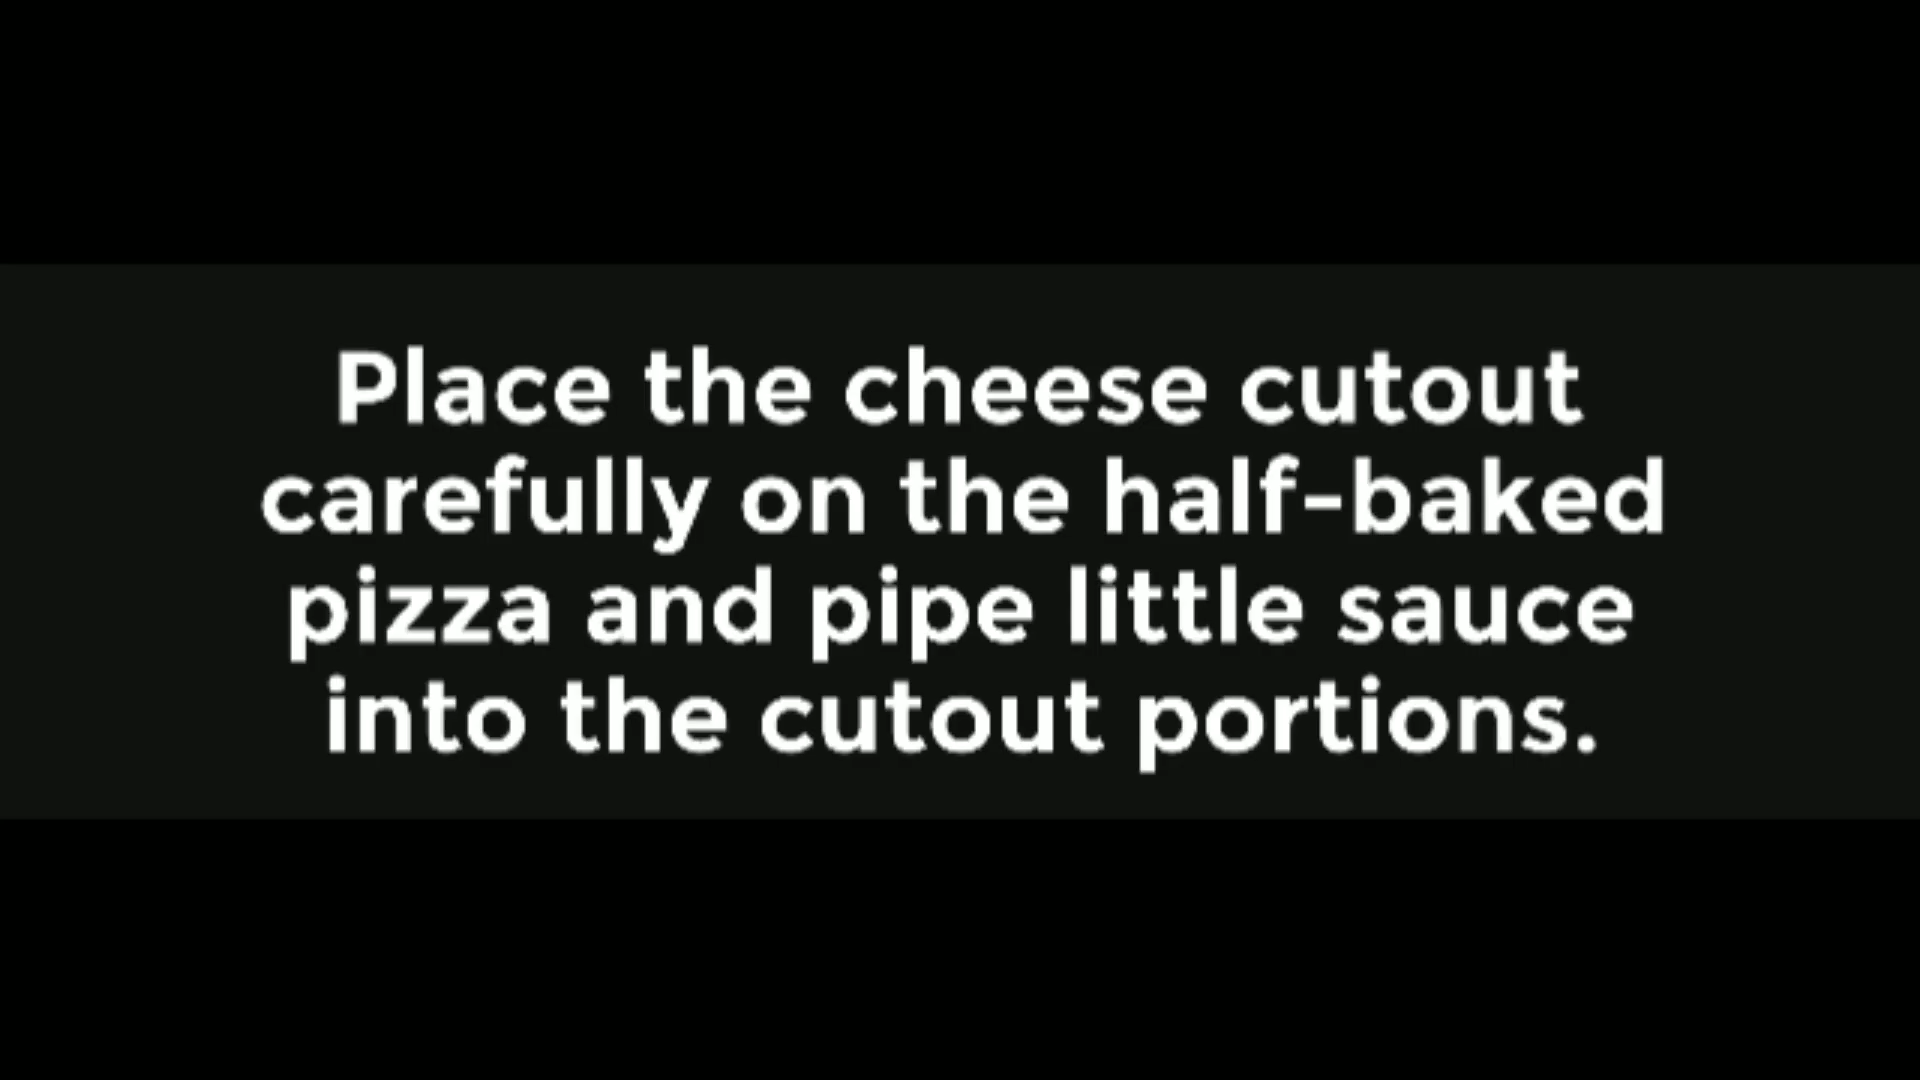 Place the cheese cutout
carefully on the half-baked
pizza and pipe little sauce
into the cutout portions.